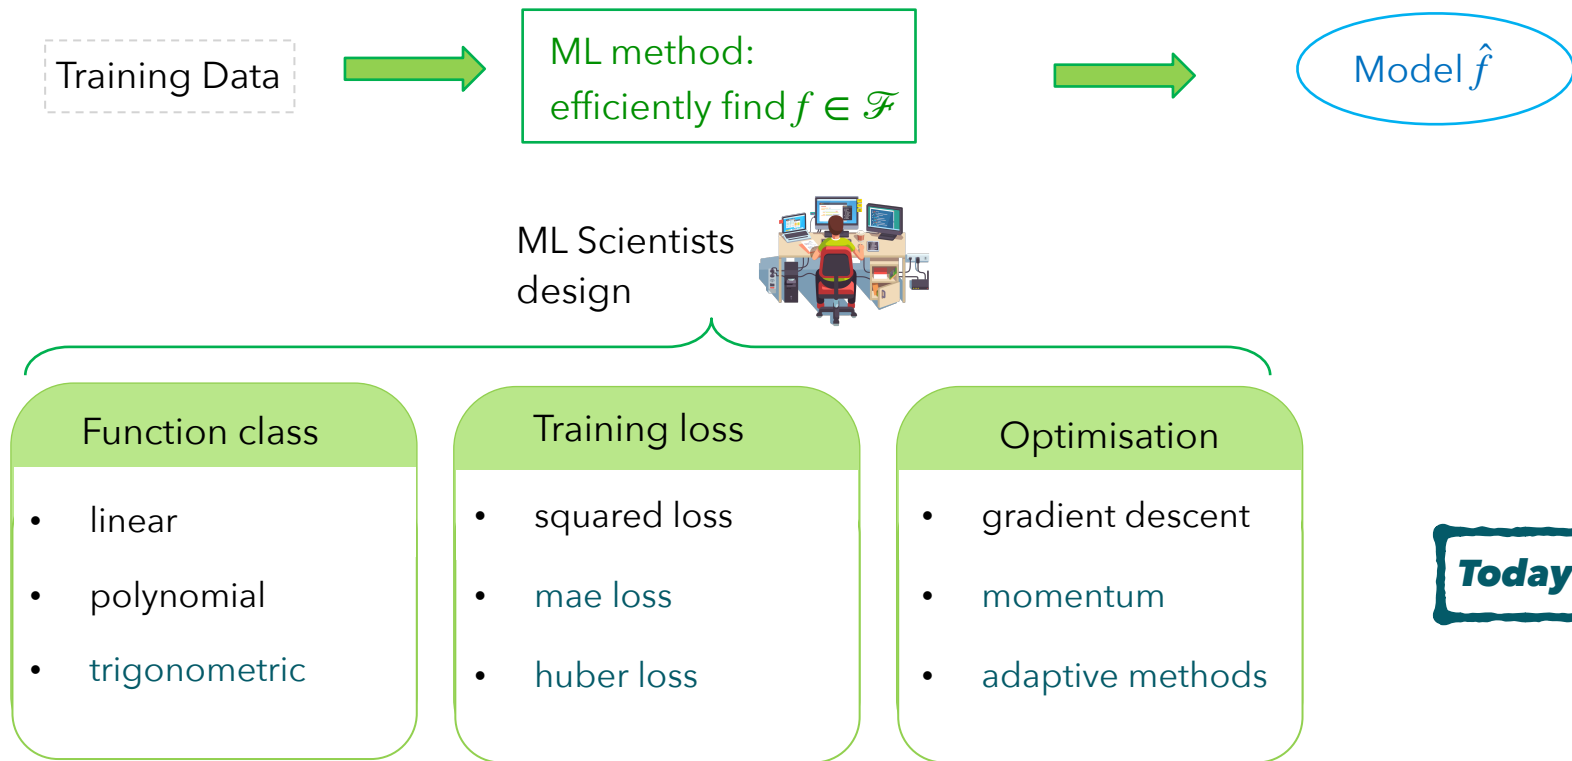 Training Data
ML method:
efficiently find f ∈ ℱ
Model f̂
ML Scientists
design
Function class
• linear
• polynomial
• trigonometric
Training loss
• squared loss
• mae loss
• huber loss
Optimisation
• gradient descent
• momentum
• adaptive methods
Today